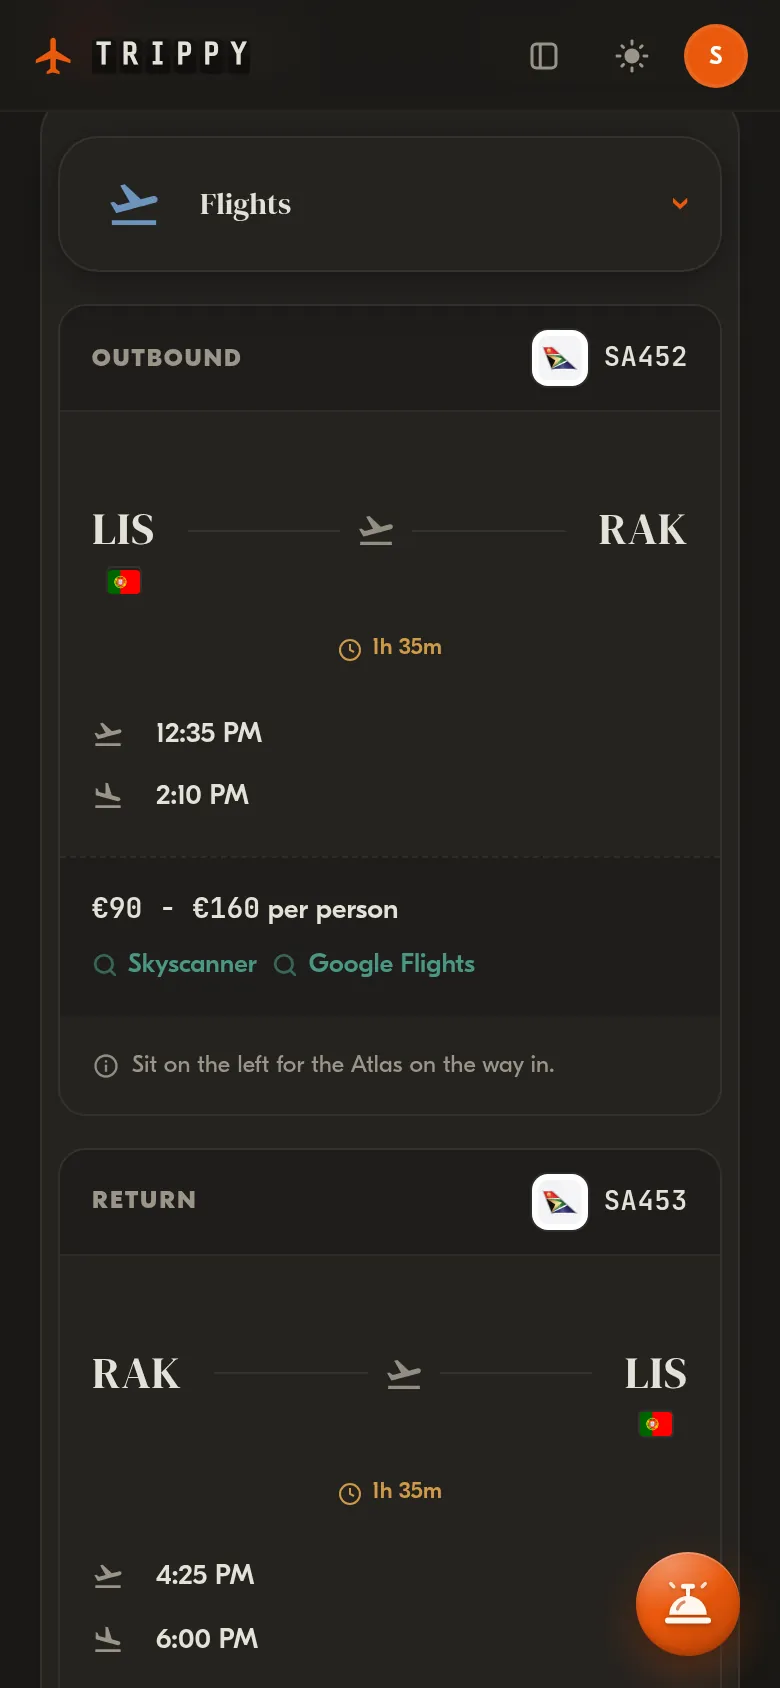 TRIPPY
S
Flights
OUTBOUND
SA452
LIS
RAK
1h 35m
12:35 PM
2:10 PM
€90 - €160 per person
Skyscanner
Google Flights
Sit on the left for the Atlas on the way in.
RETURN
SA453
RAK
LIS
1h 35m
4:25 PM
6:00 PM